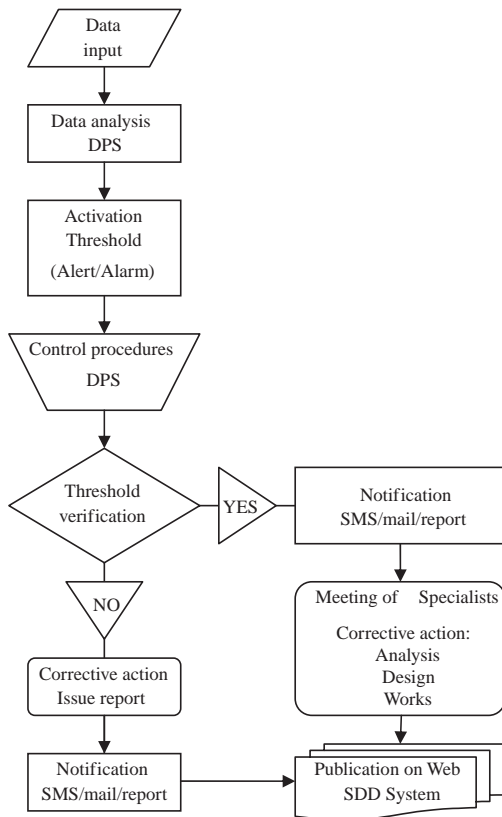 Data
input
Data analysis
DPS
Activation
Threshold
(Alert/Alarm)
Control procedures
DPS
Threshold
verification
YES
Notification
SMS/mail/report
NO
Meeting of Specialists
Corrective action:
Analysis
Design
Works
Corrective action
Issue report
Notification
SMS/mail/report
Publication on Web
SDD System